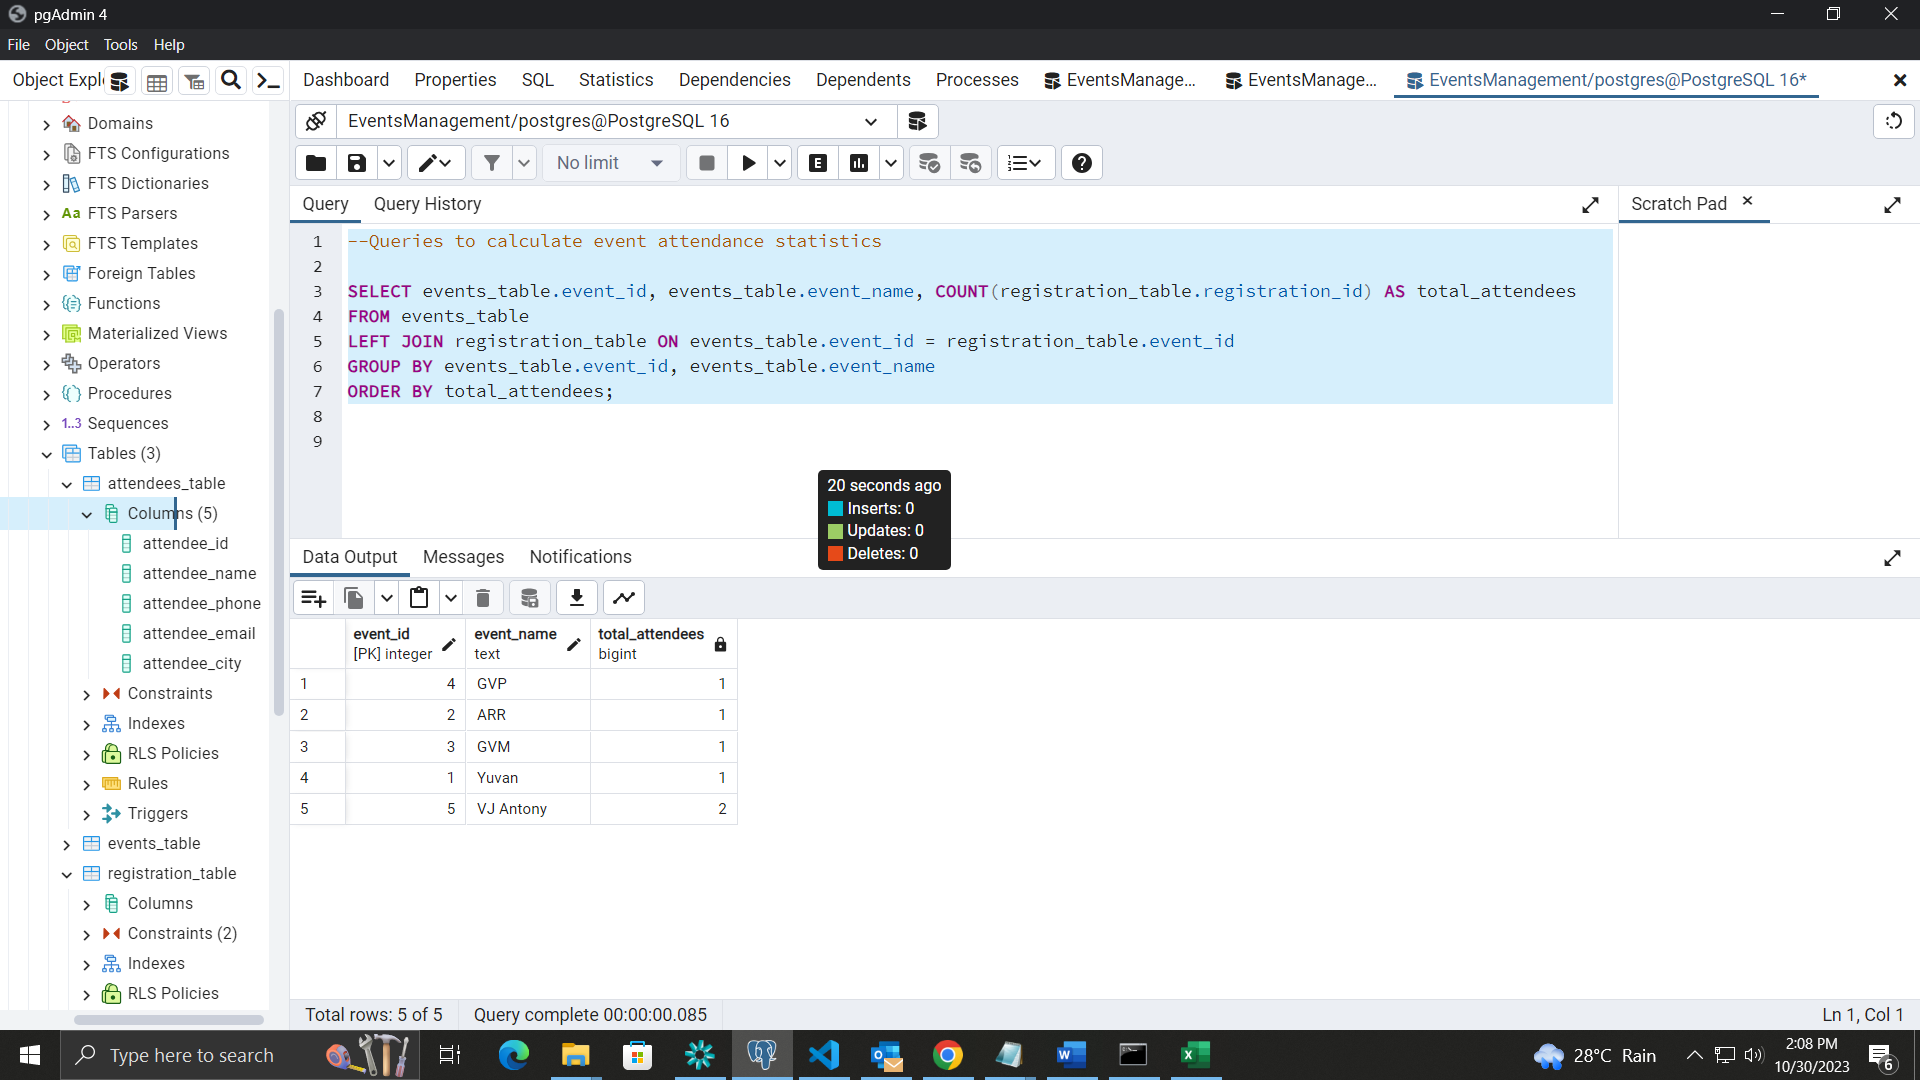 pgAdmin 4
File Object Tools Help
Object Explo
Dashboard Properties SQL Statistics Dependencies Dependents Processes EventsManage... EventsManage... EventsManagement/postgres@PostgreSQL 16*
EventsManagement/postgres@PostgreSQL 16
No limit
E
Query Query History
Scratch Pad
1 --Queries to calculate event attendance statistics
2
3 SELECT events_table.event_id, events_table.event_name, COUNT(registration_table.registration_id) AS total_attendees
4 FROM events_table
5 LEFT JOIN registration_table ON events_table.event_id = registration_table.event_id
6 GROUP BY events_table.event_id, events_table.event_name
7 ORDER BY total_attendees;
8
9
Domains
FTS Configurations
FTS Dictionaries
Aa FTS Parsers
FTS Templates
Foreign Tables
Functions
Materialized Views
Operators
Procedures
1..3 Sequences
Tables (3)
attendees_table
Columns (5)
attendee_id
attendee_name
attendee_phone
attendee_email
attendee_city
Constraints
Indexes
RLS Policies
Rules
Triggers
events_table
registration_table
Columns
Constraints (2)
Indexes
RLS Policies
20 seconds ago
Inserts: 0
Updates: 0
Deletes: 0
Data Output Messages Notifications
event_id event_name total_attendees
[PK] integer text bigint
1 4 GVP 1
2 2 ARR 1
3 3 GVM 1
4 1 Yuvan 1
5 5 VJ Antony 2
Total rows: 5 of 5 Query complete 00:00:00.085 Ln 1, Col 1
Type here to search
28°C Rain
2:08 PM
10/30/2023
6